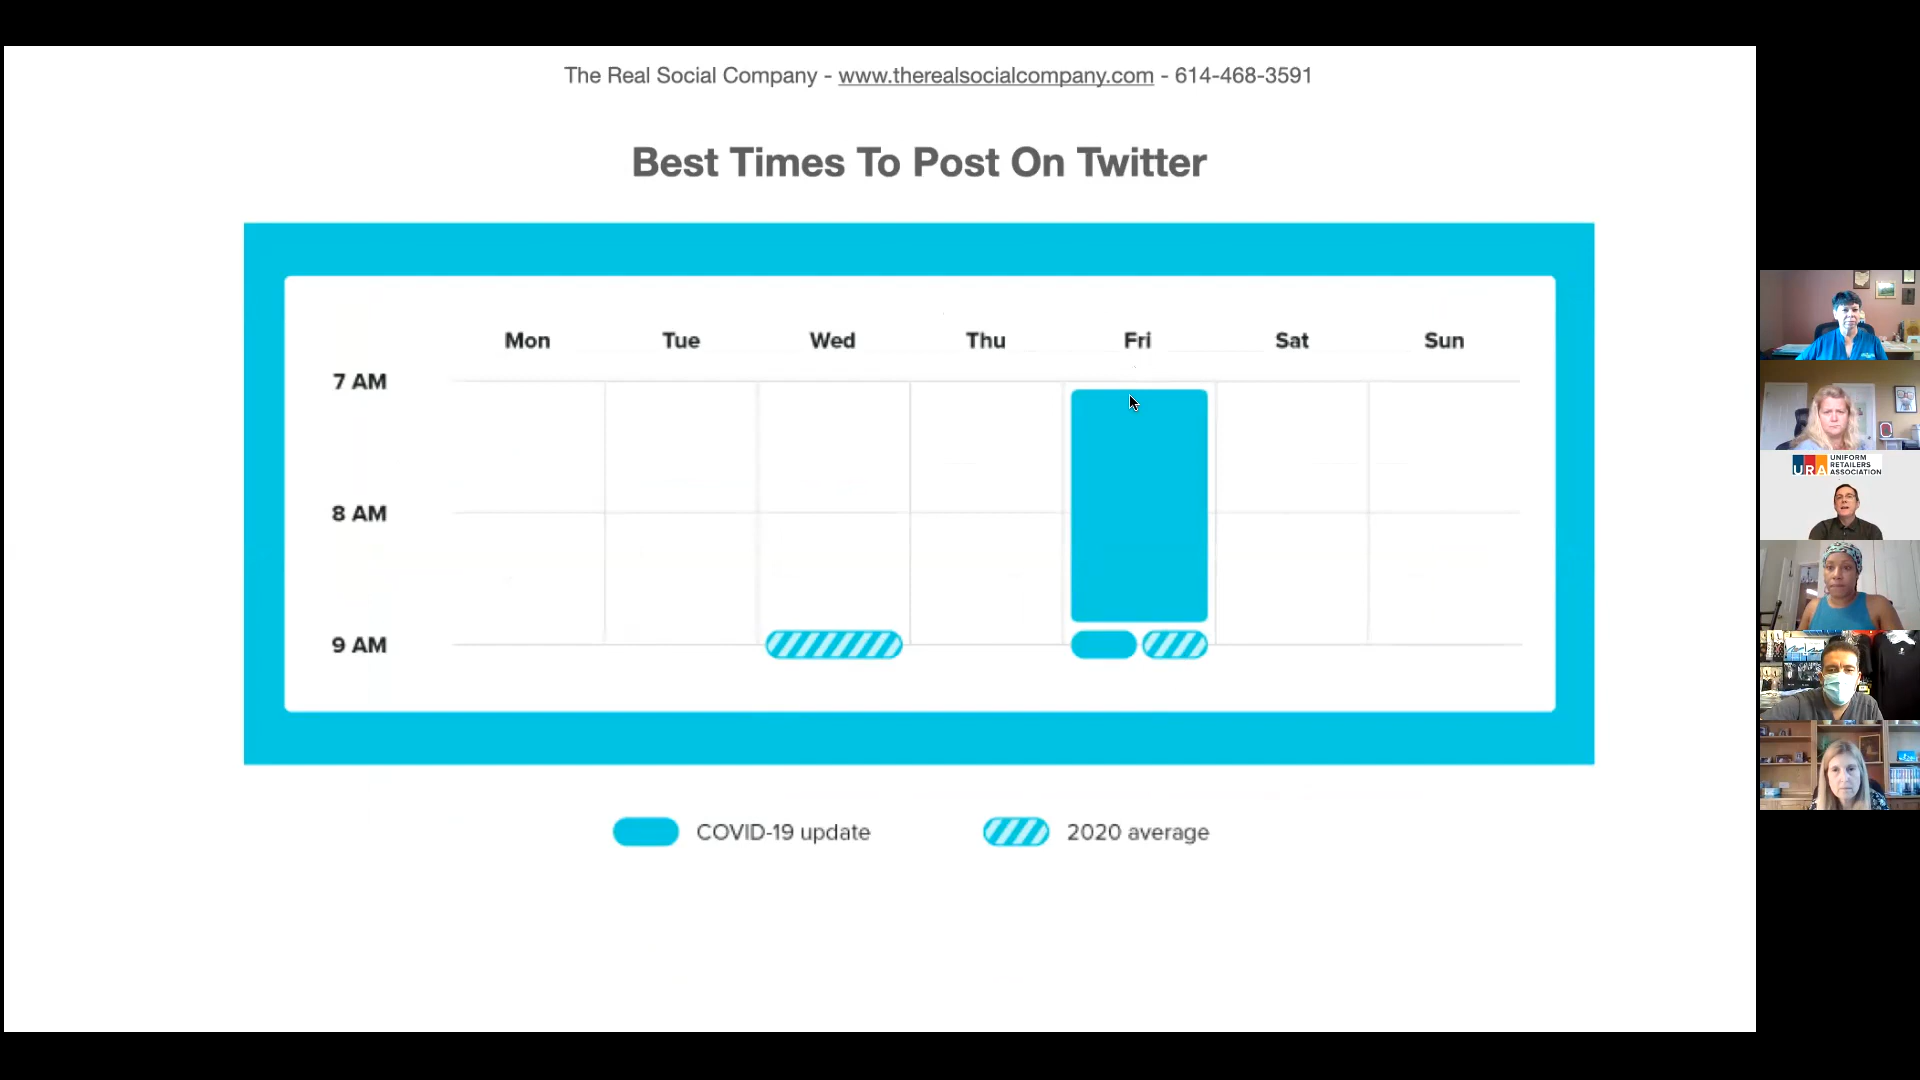 The Real Social Company - www.therealsocialcompany.com - 614-468-3591
Best Times To Post On Twitter
Mon Tue Wed Thu Fri Sat Sun
7 AM
8 AM
9 AM
COVID-19 update 2020 average
URA UNIFORM
RETAILERS
ASSOCIATION